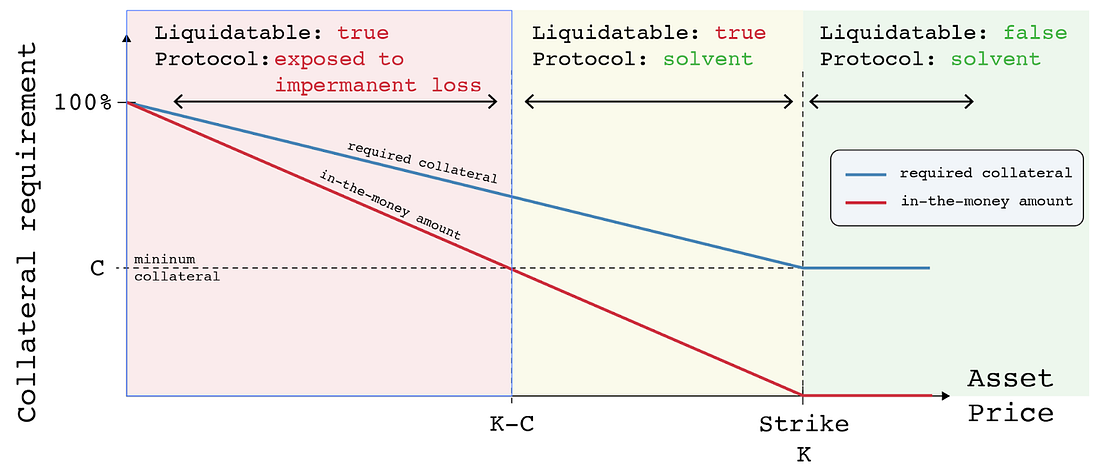 Liquidatable: true
Protocol:exposed to
impermanent loss
Liquidatable: true
Protocol: solvent
Liquidatable: false
Protocol: solvent
Collateral requirement
100%
required collateral
in-the-money amount
required collateral
in-the-money amount
C
mininum
collateral
K-C
Strike
K
Asset
Price